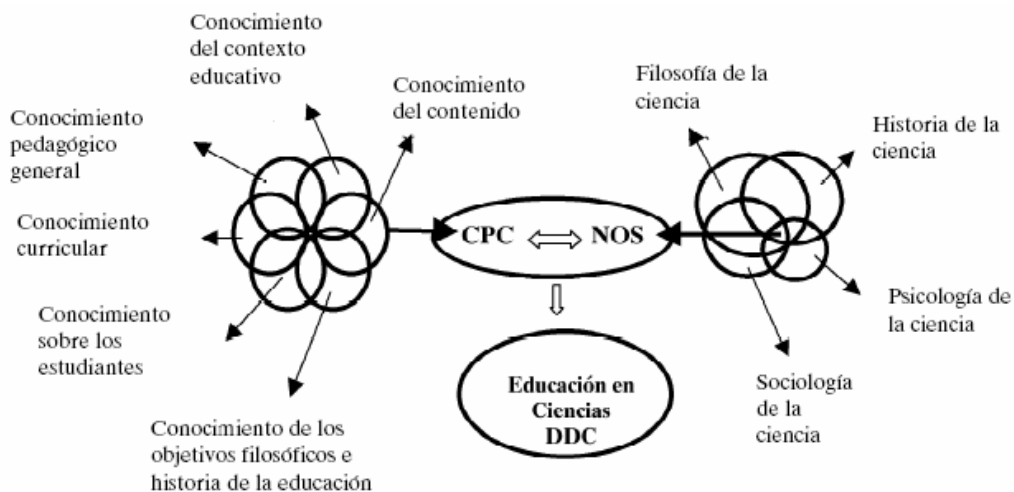 Conocimiento
del contexto
educativo
Conocimiento
del contenido
Filosofía de la
ciencia
Historia de la
ciencia
Conocimiento
pedagógico
general
Conocimiento
curricular
CPC
NOS
Conocimiento
sobre los
estudiantes
Psicología de
la ciencia
Educación en
Ciencias
DDC
Sociología
de la
ciencia
Conocimiento de los
objetivos filosóficos e
historia de la educación